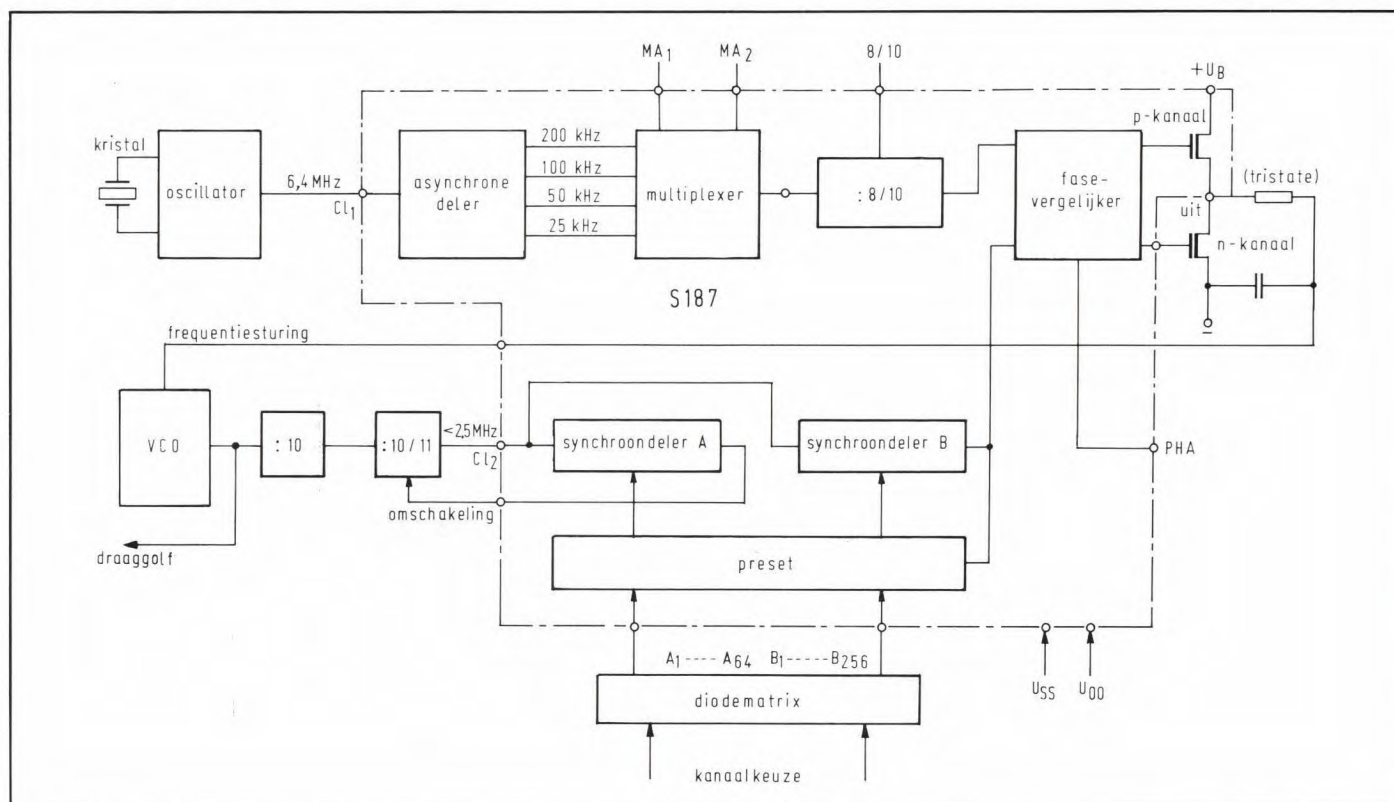 MA1 MA2 8/10
+UB
p-kanaal
kristal
oscillator
6,4 MHz
Cl1
asynchrone
deler
200 kHz
100 kHz
50 kHz
25 kHz
multiplexer
: 8/10
fase-
vergelijker
(tristate)
uit
n-kanaal
S187
frequentiesturing
VCO
: 10
: 10/11
<2,5MHz
Cl2
synchroondeler A
synchroondeler B
PHA
omschakeling
draaggolf
preset
A1----A64 B1-----B256
USS U00
diodematrix
kanaalkeuze